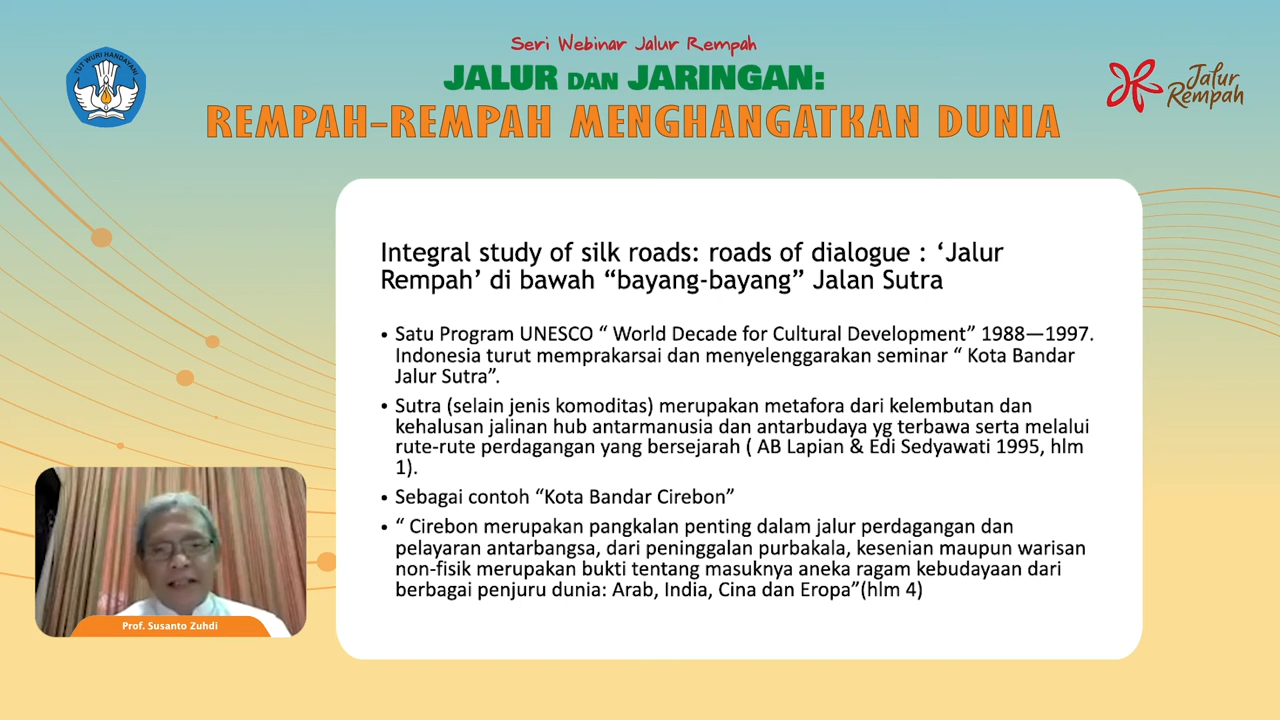 Seri Webinar Jalur Rempah
JALUR DAN JARINGAN:
REMPAH-REMPAH MENGHANGATKAN DUNIA
TUT WURI HANDAYANI
Jalur
Rempah
Integral study of silk roads: roads of dialogue : ‘Jalur
Rempah’ di bawah “bayang-bayang” Jalan Sutra
• Satu Program UNESCO “ World Decade for Cultural Development” 1988—1997.
Indonesia turut memprakarsai dan menyelenggarakan seminar “ Kota Bandar
Jalur Sutra”.
• Sutra (selain jenis komoditas) merupakan metafora dari kelembutan dan
kehalusan jalinan hub antarmanusia dan antarbudaya yg terbawa serta melalui
rute-rute perdagangan yang bersejarah ( AB Lapian & Edi Sedyawati 1995, hlm
1).
• Sebagai contoh “Kota Bandar Cirebon”
• “ Cirebon merupakan pangkalan penting dalam jalur perdagangan dan
pelayaran antarbangsa, dari peninggalan purbakala, kesenian maupun warisan
non-fisik merupakan bukti tentang masuknya aneka ragam kebudayaan dari
berbagai penjuru dunia: Arab, India, Cina dan Eropa”(hlm 4)
Prof. Susanto Zuhdi